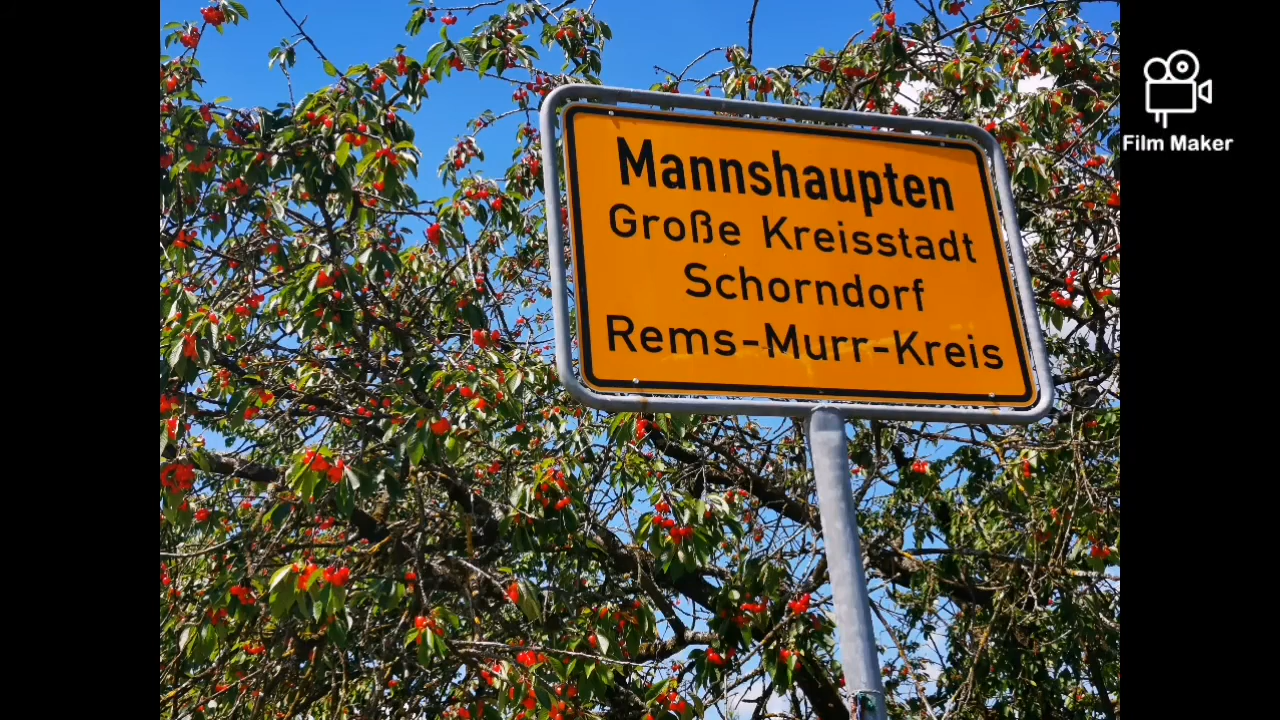 Mannshaupten
Große Kreisstadt
Schorndorf
Rems-Murr-Kreis
Film Maker